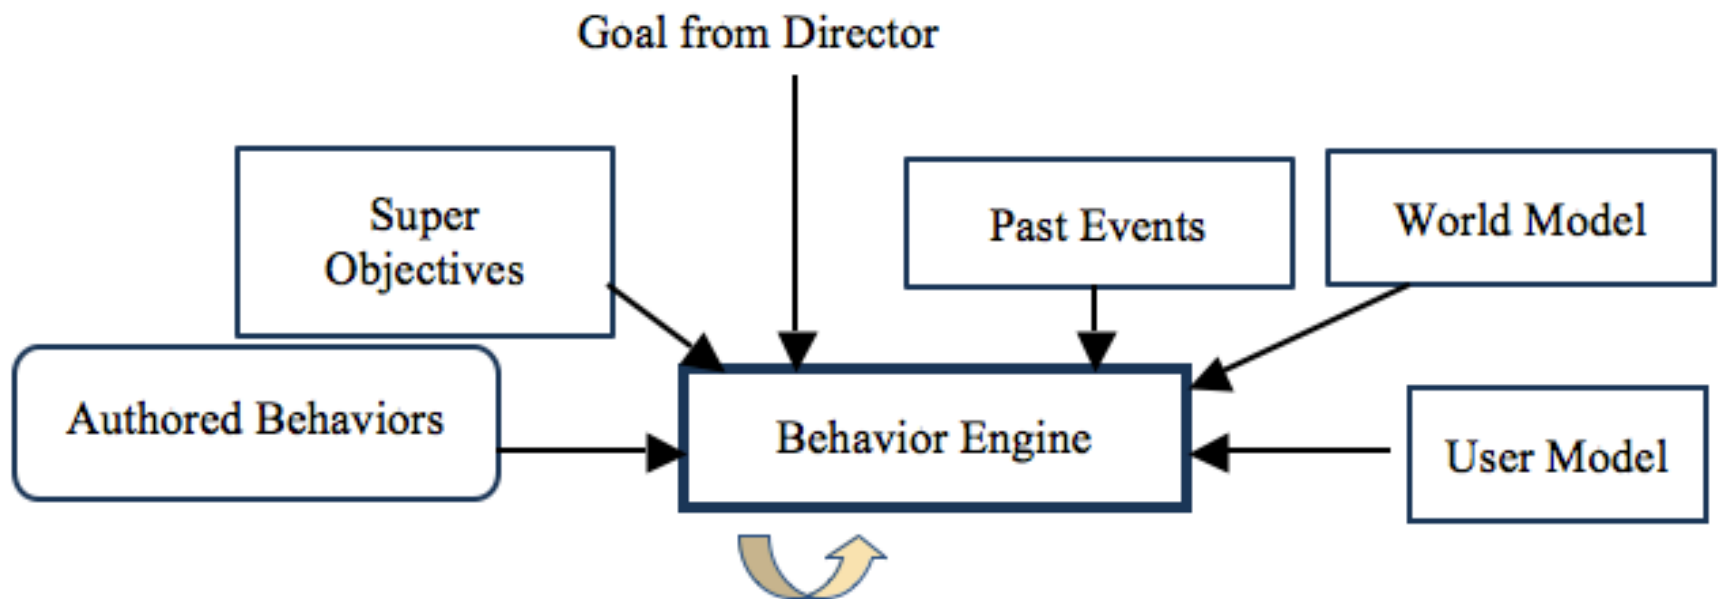 Goal from Director
Super
Objectives
Past Events
World Model
Authored Behaviors
Behavior Engine
User Model